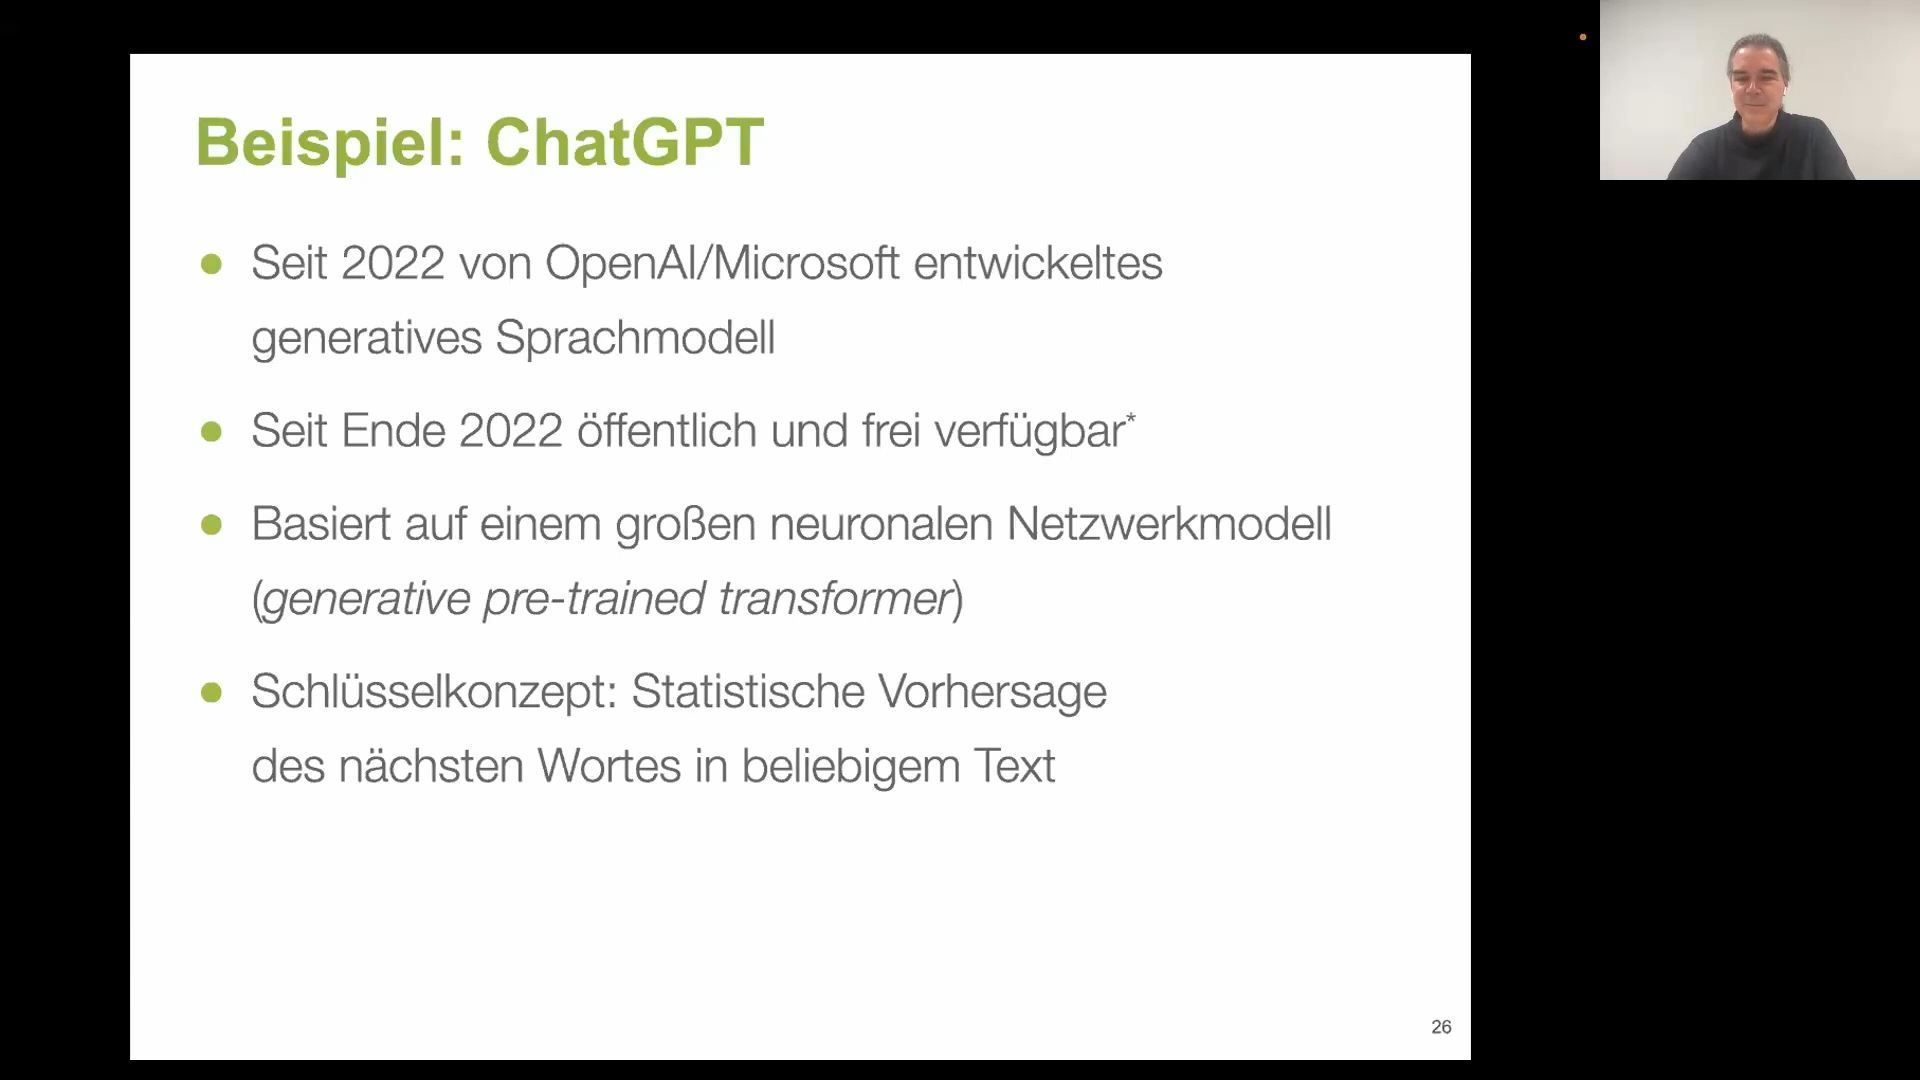 Beispiel: ChatGPT
● Seit 2022 von OpenAI/Microsoft entwickeltes
generatives Sprachmodell
● Seit Ende 2022 öffentlich und frei verfügbar*
● Basiert auf einem großen neuronalen Netzwerkmodell
(generative pre-trained transformer)
● Schlüsselkonzept: Statistische Vorhersage
des nächsten Wortes in beliebigem Text
26